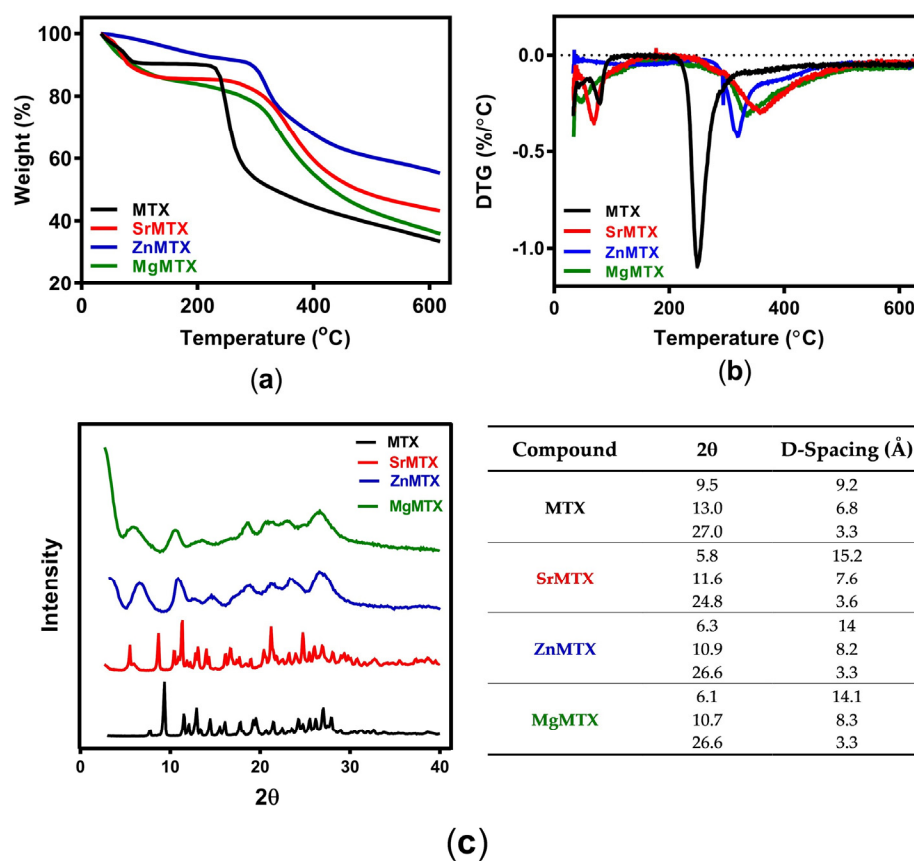 100
80
60
40
20
Weight (%)
MTX
SrMTX
ZnMTX
MgMTX
0 200 400 600
Temperature (°C)
(a)
0.0
-0.5
-1.0
DTG (%/°C)
MTX
SrMTX
ZnMTX
MgMTX
0 200 400 600
Temperature (°C)
(b)
Intensity
MTX
SrMTX
ZnMTX
MgMTX
0 10 20 30 40
2θ
Compound 2θ D-Spacing (Å)
MTX
9.5 9.2
13.0 6.8
27.0 3.3
SrMTX
5.8 15.2
11.6 7.6
24.8 3.6
ZnMTX
6.3 14
10.9 8.2
26.6 3.3
MgMTX
6.1 14.1
10.7 8.3
26.6 3.3
(c)